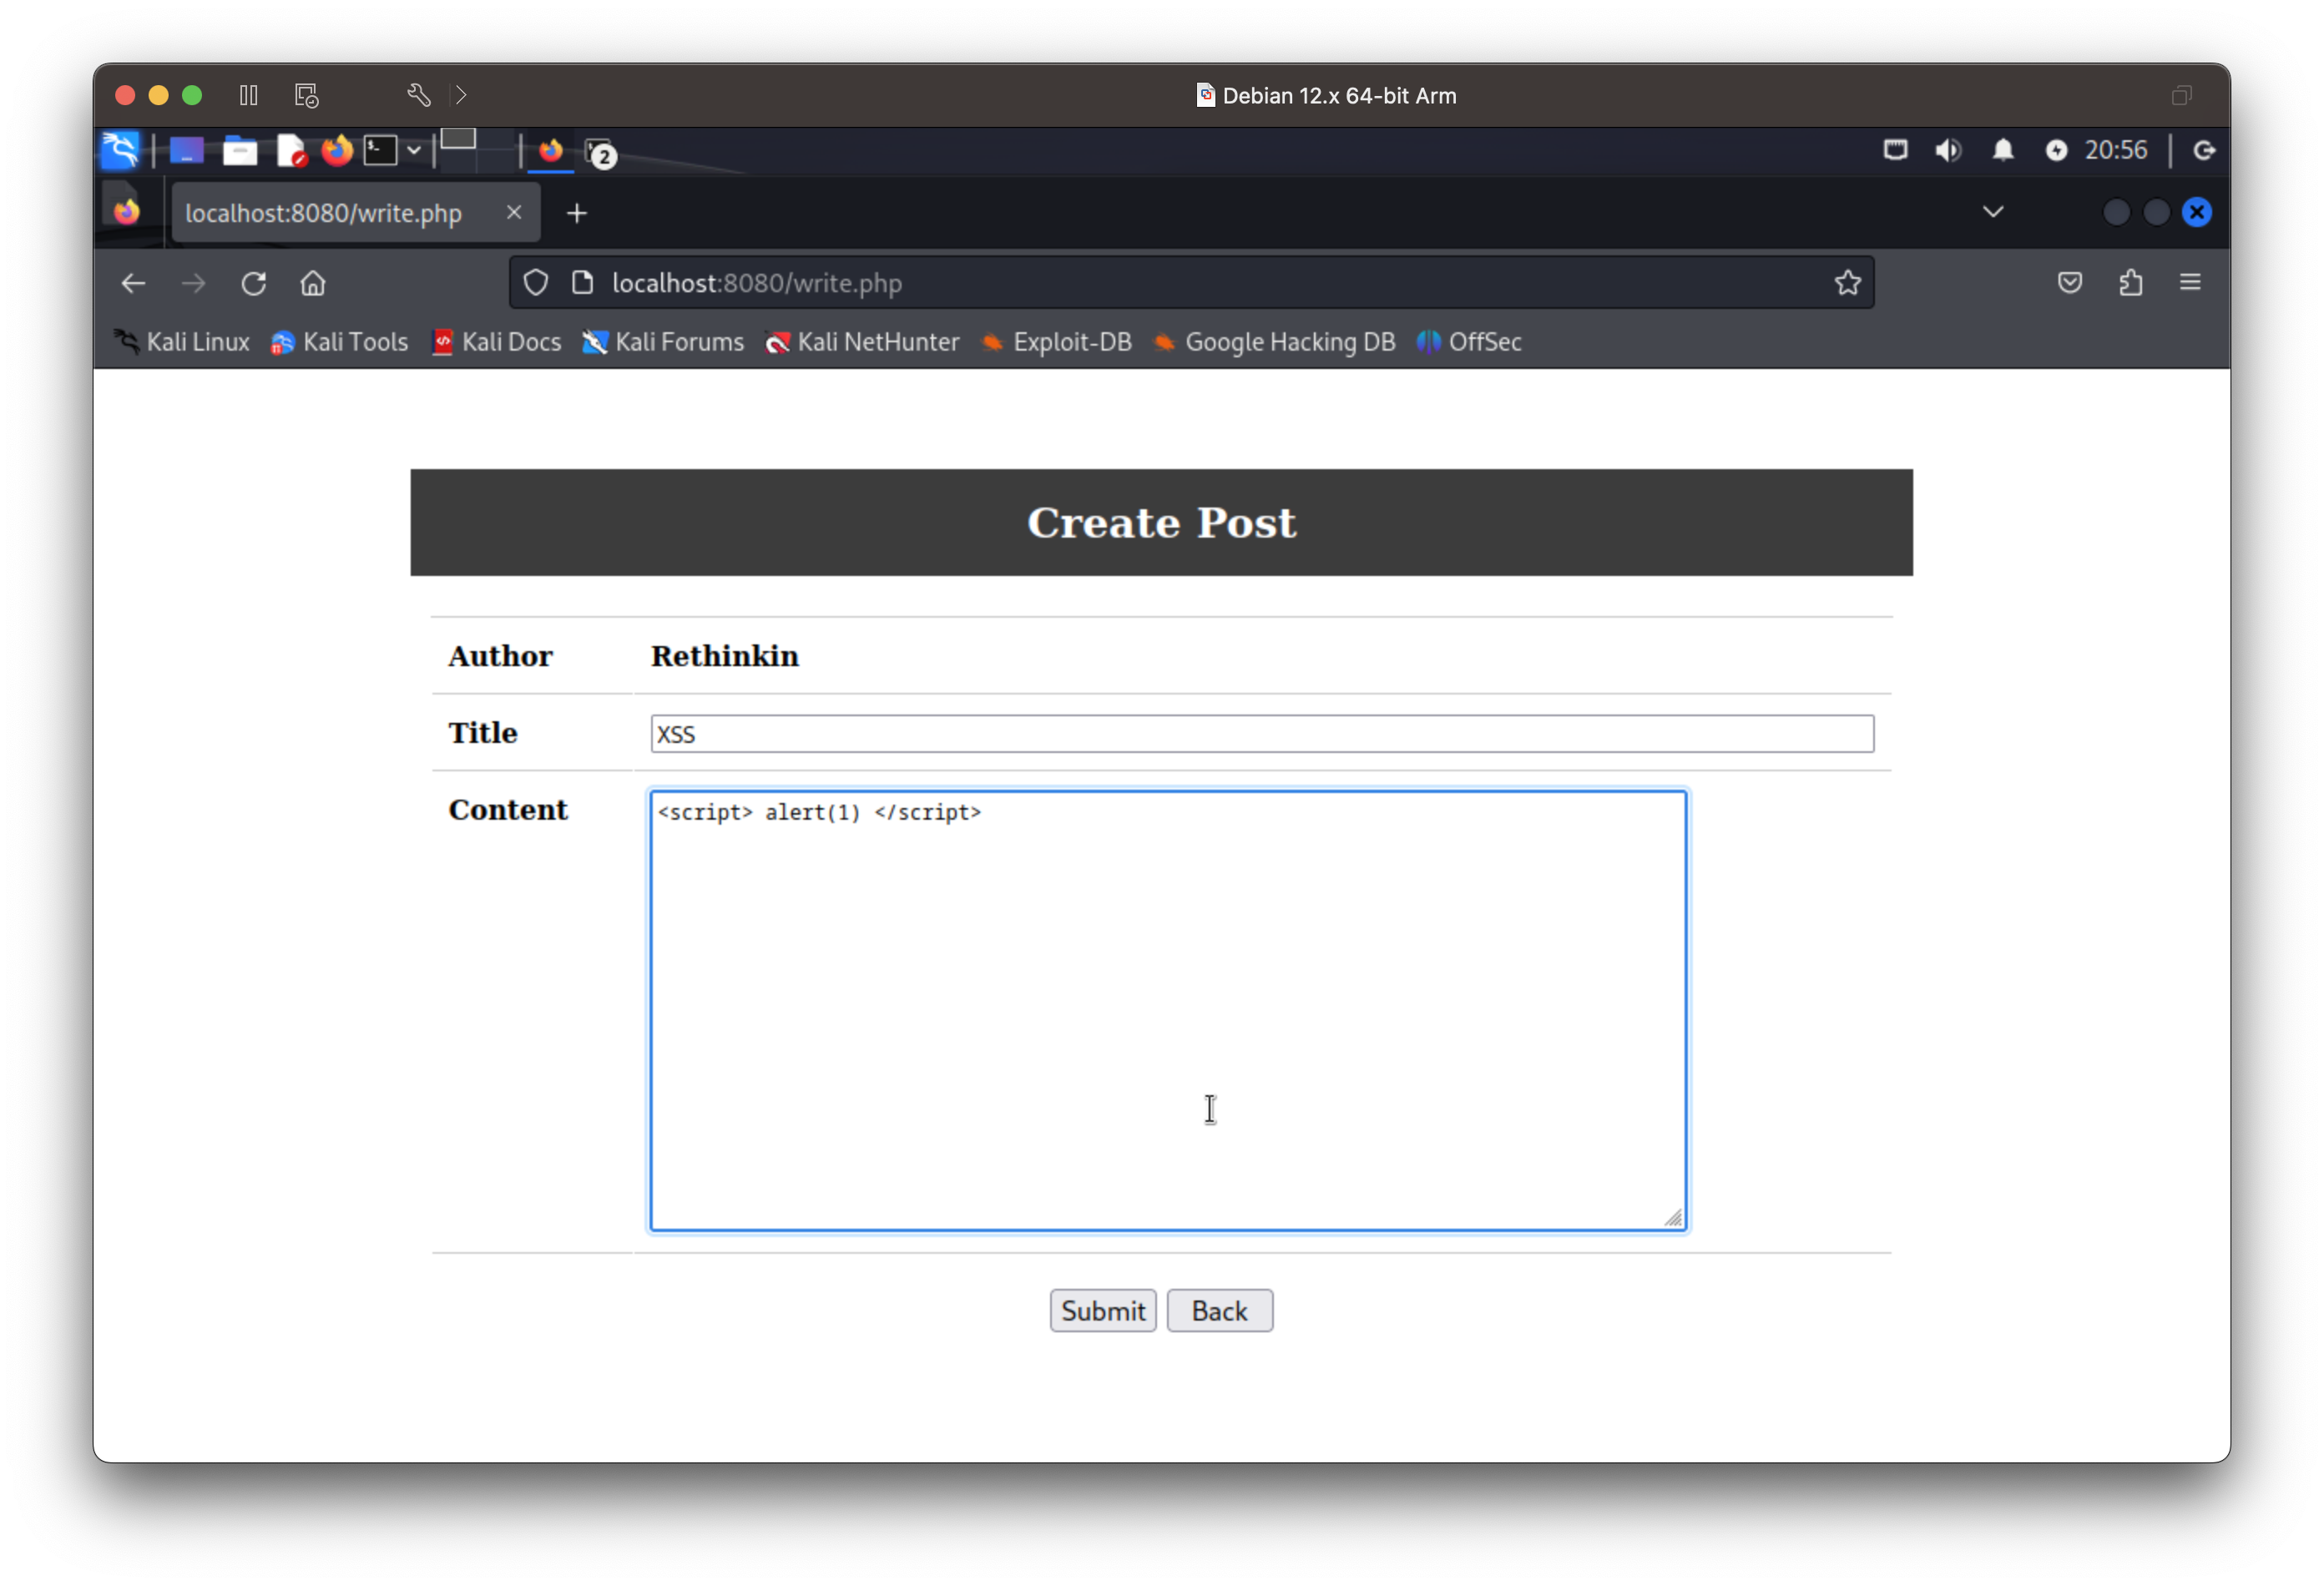 Debian 12.x 64-bit Arm
2
20:56
localhost:8080/write.php
localhost:8080/write.php
Kali Linux Kali Tools Kali Docs Kali Forums Kali NetHunter Exploit-DB Google Hacking DB OffSec
Create Post
Author Rethinkin
Title XSS
Content <script> alert(1) </script>
Submit Back